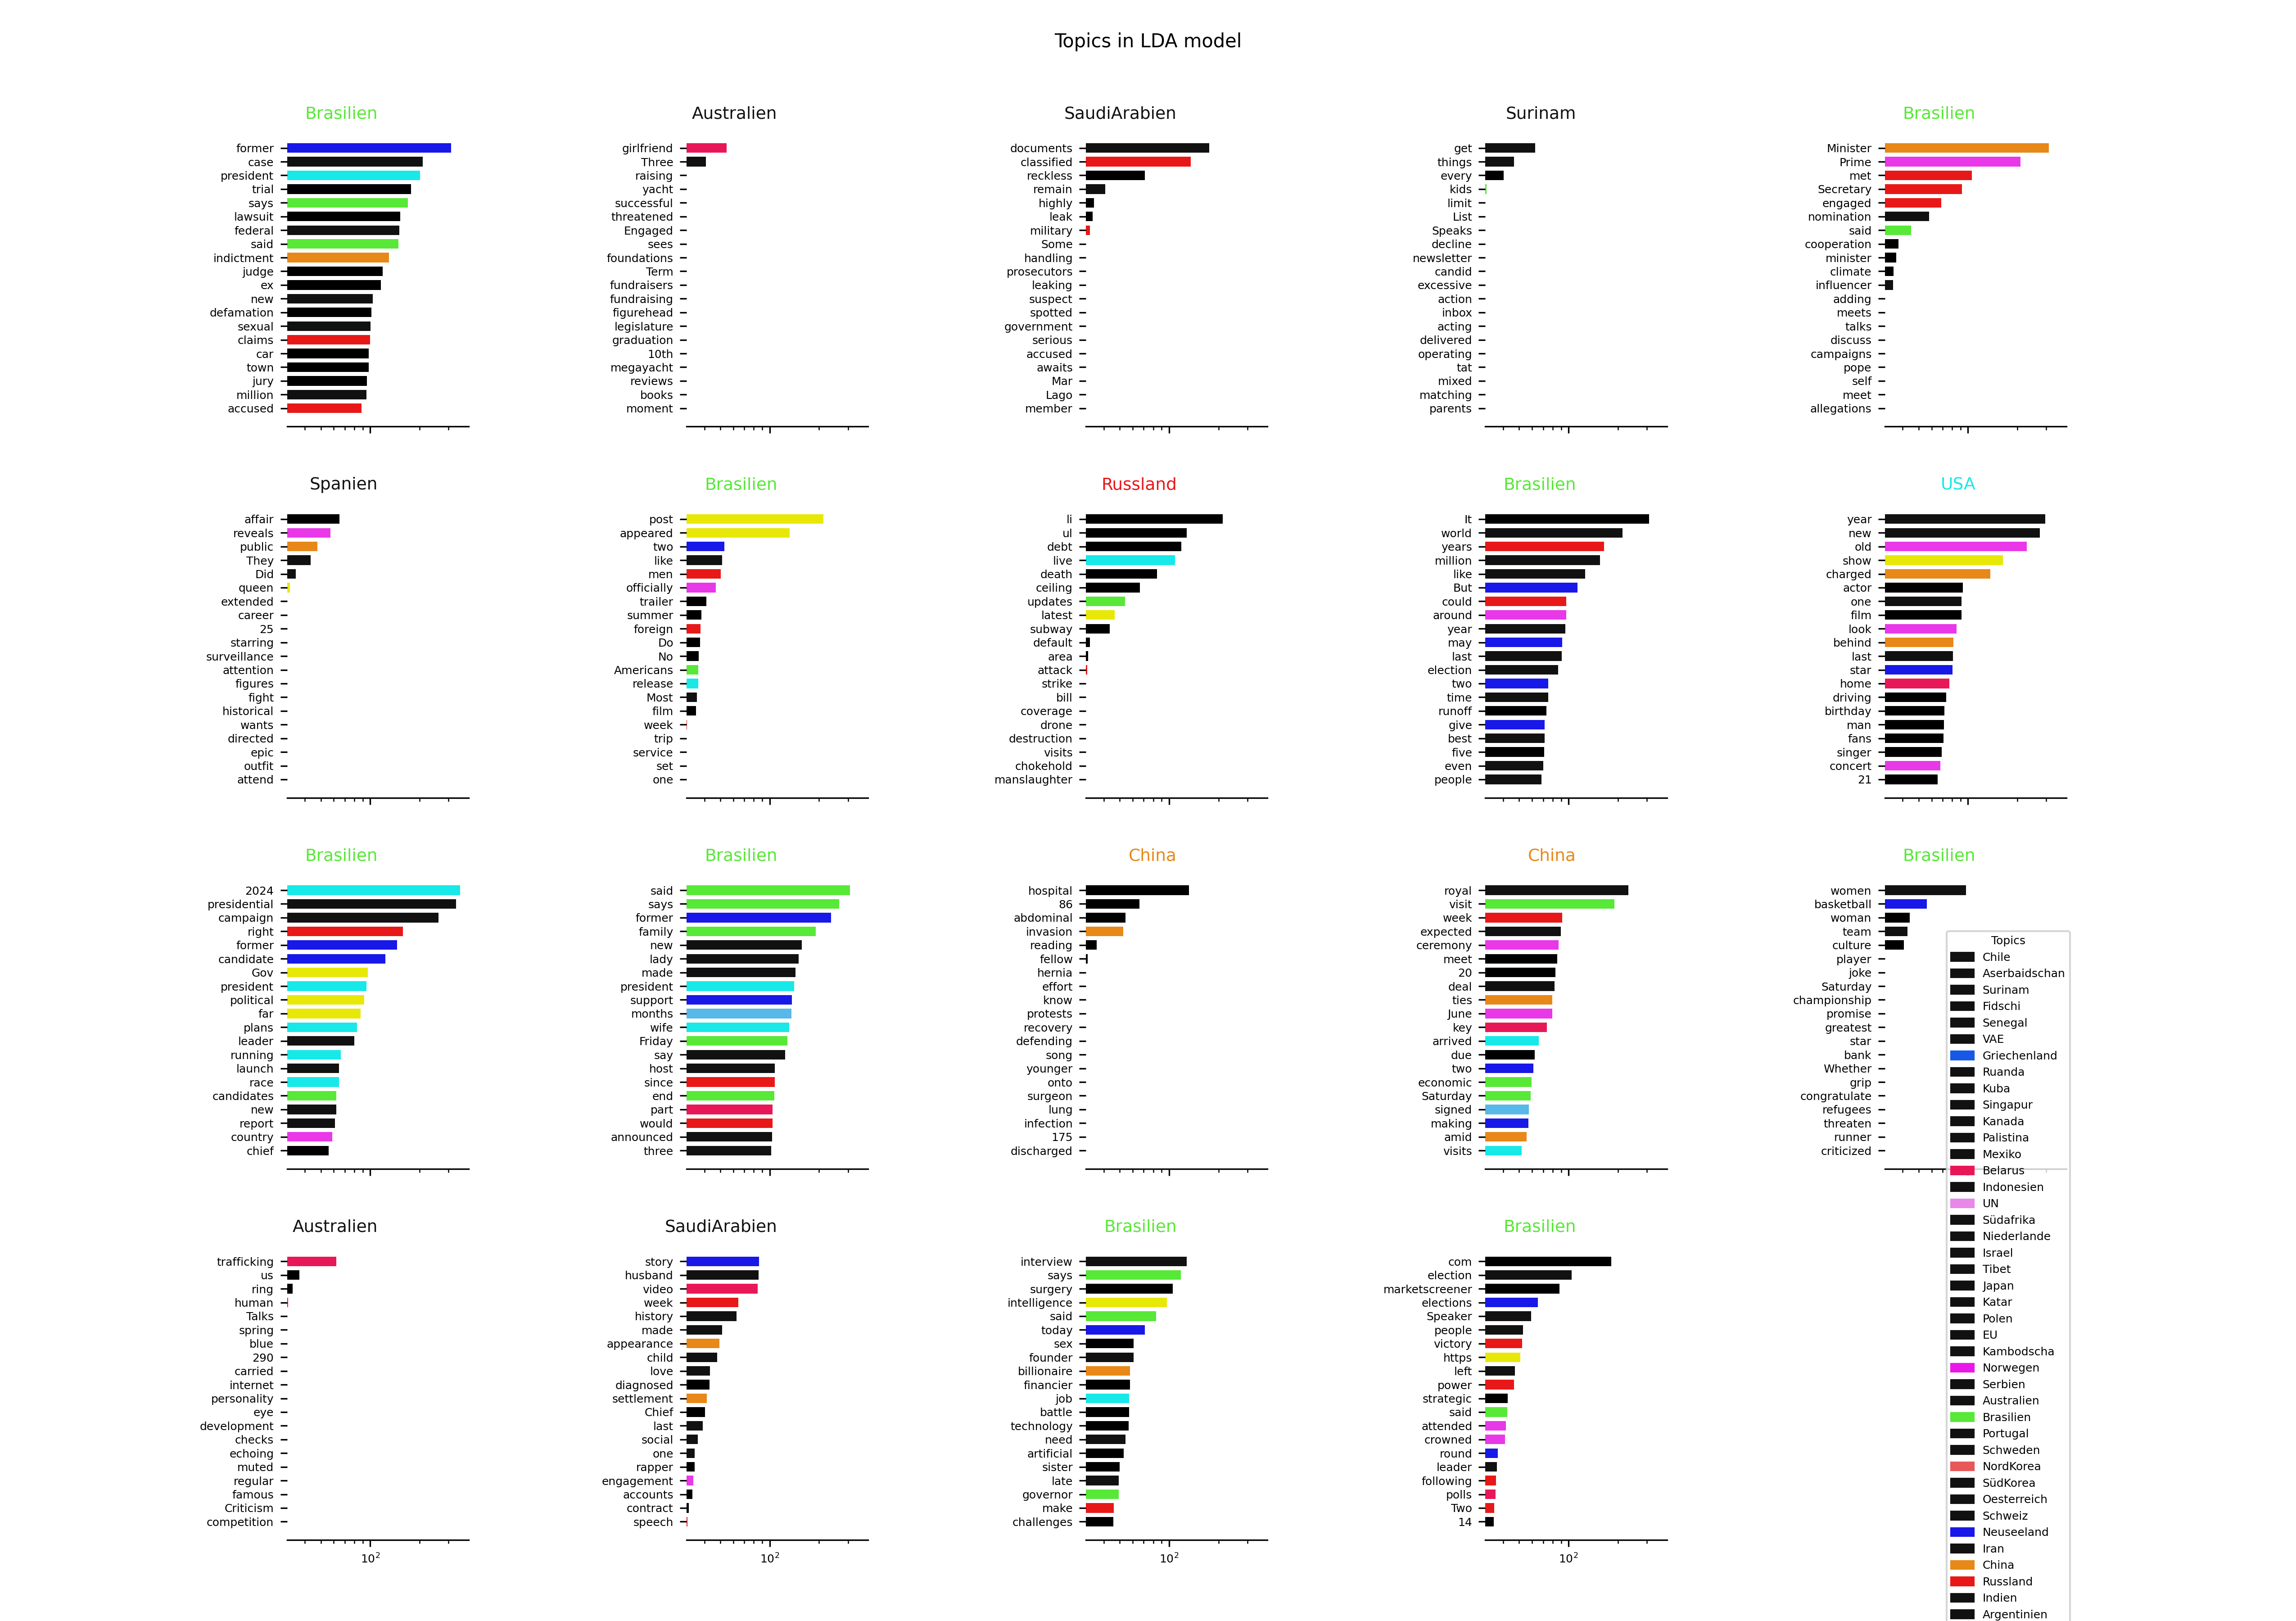 Topics in LDA model
Brasilien
former
case
president
trial
says
lawsuit
federal
said
indictment
judge
ex
new
defamation
sexual
claims
car
town
jury
million
accused
Australien
girlfriend
Three
raising
yacht
successful
threatened
Engaged
sees
foundations
Term
fundraisers
fundraising
figurehead
legislature
graduation
10th
megayacht
reviews
books
moment
SaudiArabien
documents
classified
reckless
remain
highly
leak
military
Some
handling
prosecutors
leaking
suspect
spotted
government
serious
accused
awaits
Mar
Lago
member
Surinam
get
things
every
kids
limit
List
Speaks
decline
newsletter
candid
excessive
action
inbox
acting
delivered
operating
tat
mixed
matching
parents
Brasilien
Minister
Prime
met
Secretary
engaged
nomination
said
cooperation
minister
climate
influencer
adding
meets
talks
discuss
campaigns
pope
self
meet
allegations
Spanien
affair
reveals
public
They
Did
queen
extended
career
25
starring
surveillance
attention
figures
fight
historical
wants
directed
epic
outfit
attend
Brasilien
post
appeared
two
like
men
officially
trailer
summer
foreign
Do
No
Americans
release
Most
film
week
trip
service
set
one
Russland
li
ul
debt
live
death
ceiling
updates
latest
subway
default
area
attack
strike
bill
coverage
drone
destruction
visits
chokehold
manslaughter
Brasilien
It
world
years
million
like
But
could
around
year
may
last
election
two
time
runoff
give
best
five
even
people
USA
year
new
old
show
charged
actor
one
film
look
behind
last
star
home
driving
birthday
man
fans
singer
concert
21
Brasilien
2024
presidential
campaign
right
former
candidate
Gov
president
political
far
plans
leader
running
launch
race
candidates
new
report
country
chief
Brasilien
said
says
former
family
new
lady
made
president
support
months
wife
Friday
say
host
since
end
part
would
announced
three
China
hospital
86
abdominal
invasion
reading
fellow
hernia
effort
know
protests
recovery
defending
song
younger
onto
surgeon
lung
infection
175
discharged
China
royal
visit
week
expected
ceremony
meet
20
deal
ties
June
key
arrived
due
two
economic
Saturday
signed
making
amid
visits
Brasilien
women
basketball
woman
team
culture
player
joke
Saturday
championship
promise
greatest
star
bank
Whether
grip
congratulate
refugees
threaten
runner
criticized
Australien
trafficking
us
ring
human
Talks
spring
blue
290
carried
internet
personality
eye
development
checks
echoing
muted
regular
famous
Criticism
competition
10²
SaudiArabien
story
husband
video
week
history
made
appearance
child
love
diagnosed
settlement
Chief
last
social
one
rapper
engagement
accounts
contract
speech
10²
Brasilien
interview
says
surgery
intelligence
said
today
sex
founder
billionaire
financier
job
battle
technology
need
artificial
sister
late
governor
make
challenges
10²
Brasilien
com
election
marketscreener
elections
Speaker
people
victory
https
left
power
strategic
said
attended
crowned
round
leader
following
polls
Two
14
10²
Topics
Chile
Aserbaidschan
Surinam
Fidschi
Senegal
VAE
Griechenland
Ruanda
Kuba
Singapur
Kanada
Palistina
Mexiko
Belarus
Indonesien
UN
Südafrika
Niederlande
Israel
Tibet
Japan
Katar
Polen
EU
Kambodscha
Norwegen
Serbien
Australien
Brasilien
Portugal
Schweden
NordKorea
SüdKorea
Oesterreich
Schweiz
Neuseeland
Iran
China
Russland
Indien
Argentinien